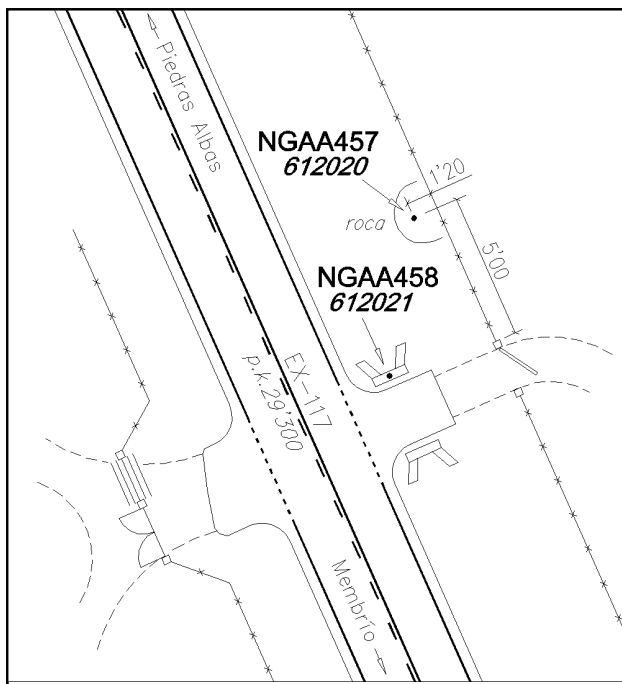 Piedras Albas
NGAA457
612020
1'20
roca
5'00
NGAA458
612021
EX-117
p.k.29'300
Membrío